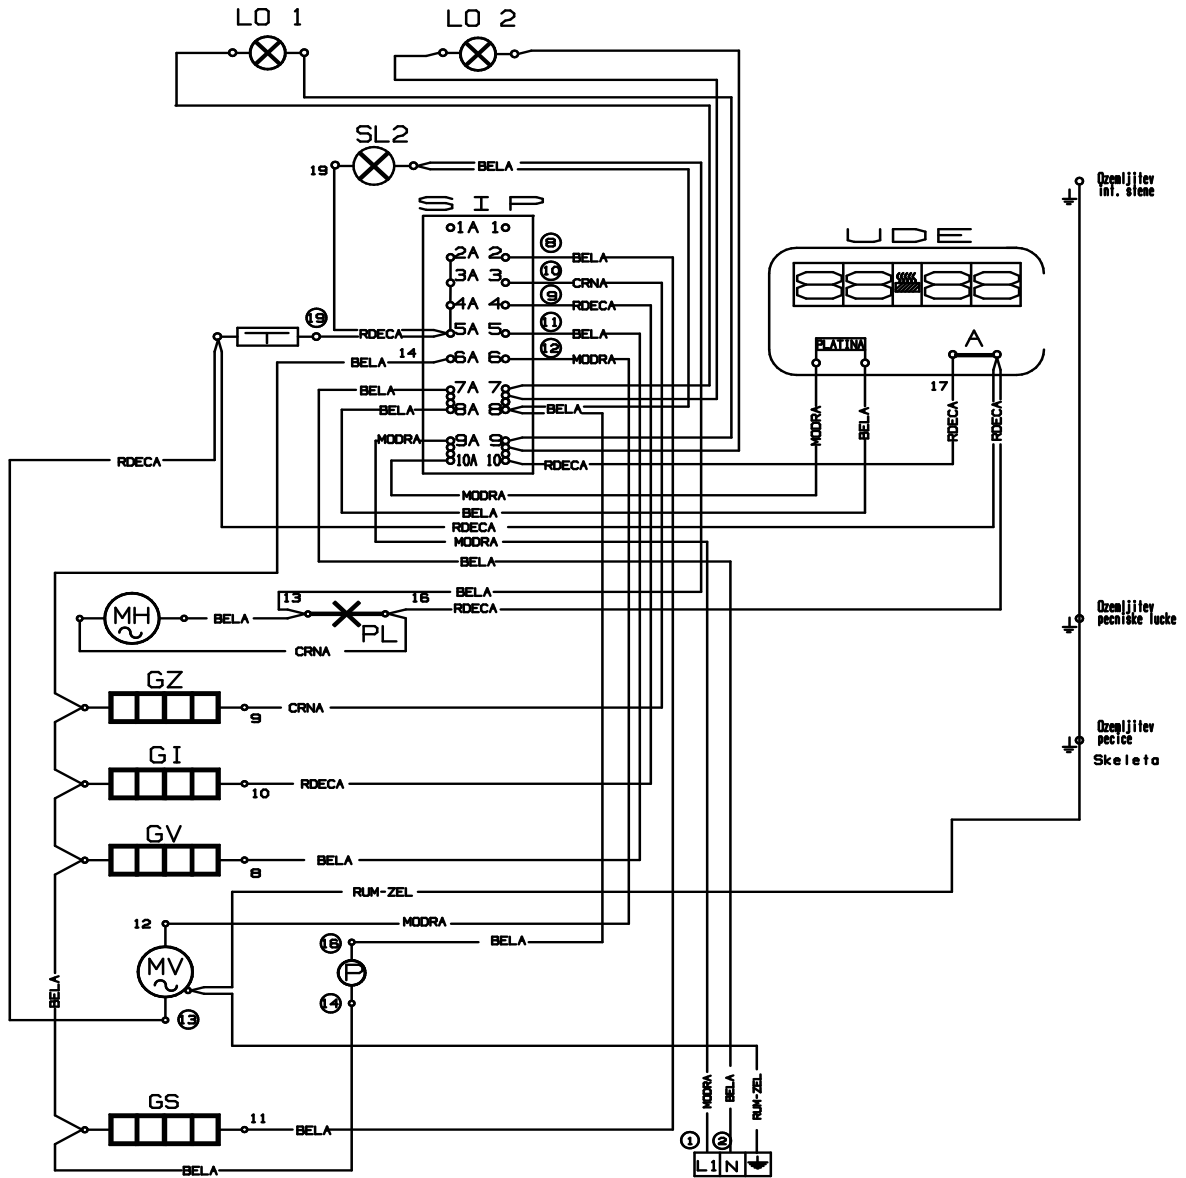 LO 1 LO 2
SL2
19 BELA
S I P
1A 1
2A 2 8 BELA
3A 3 10 CRNA
4A 4 9 RDECA
19 RDECA 5A 5 11 BELA
14 BELA 6A 6 12 MODRA
BELA 7A 7
BELA 8A 8 BELA
MODRA 9A 9
RDECA 10A 10 RDECA
UDE
PLATINA A
17
MODRA BELA RDECA RDECA
Ozemljitev
int. stene
MODRA
BELA
RDECA
MODRA
BELA
13 BELA
16 RDECA
MH BELA PL
CRNA
Ozemljitev
pecniske lucke
GZ
CRNA
9
Ozemljitev
pecice
Skeleta
GI
RDECA
10
GV
BELA
8
RUM-ZEL
12 MODRA
16 BELA
MV P
BELA
14
13
MODRA BELA RUM-ZEL
GS
11
BELA
1 2
L1 N
BELA